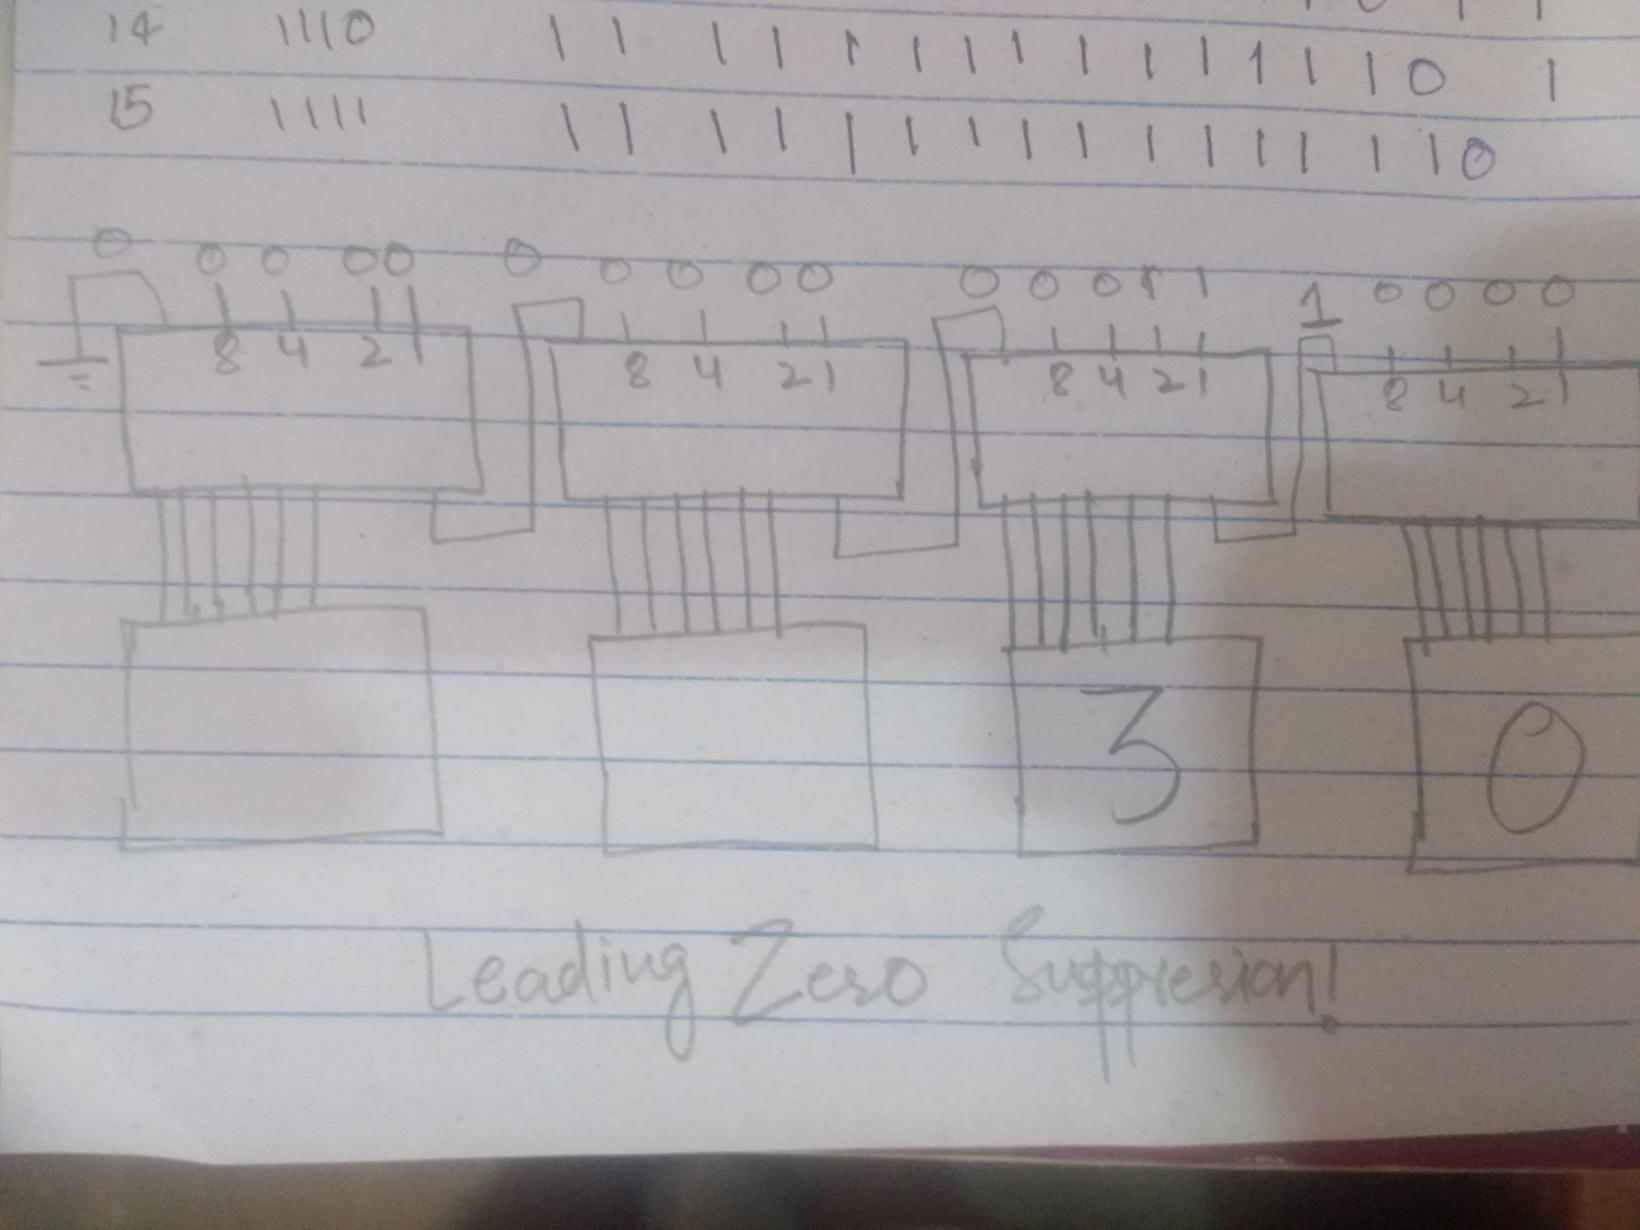 14 1110 1 1 1 1 1 1 1 1 1 1 1 1 1 1 0 1
15 1111 1 1 1 1 1 1 1 1 1 1 1 1 1 1 1 0
0 0 0 0 0 0 0 0 0 0 0 0 0 1 1 1 0 0 0 0
8 4 2 1 8 4 2 1 8 4 2 1 8 4 2 1
3 0
Leading Zero Suppresion!